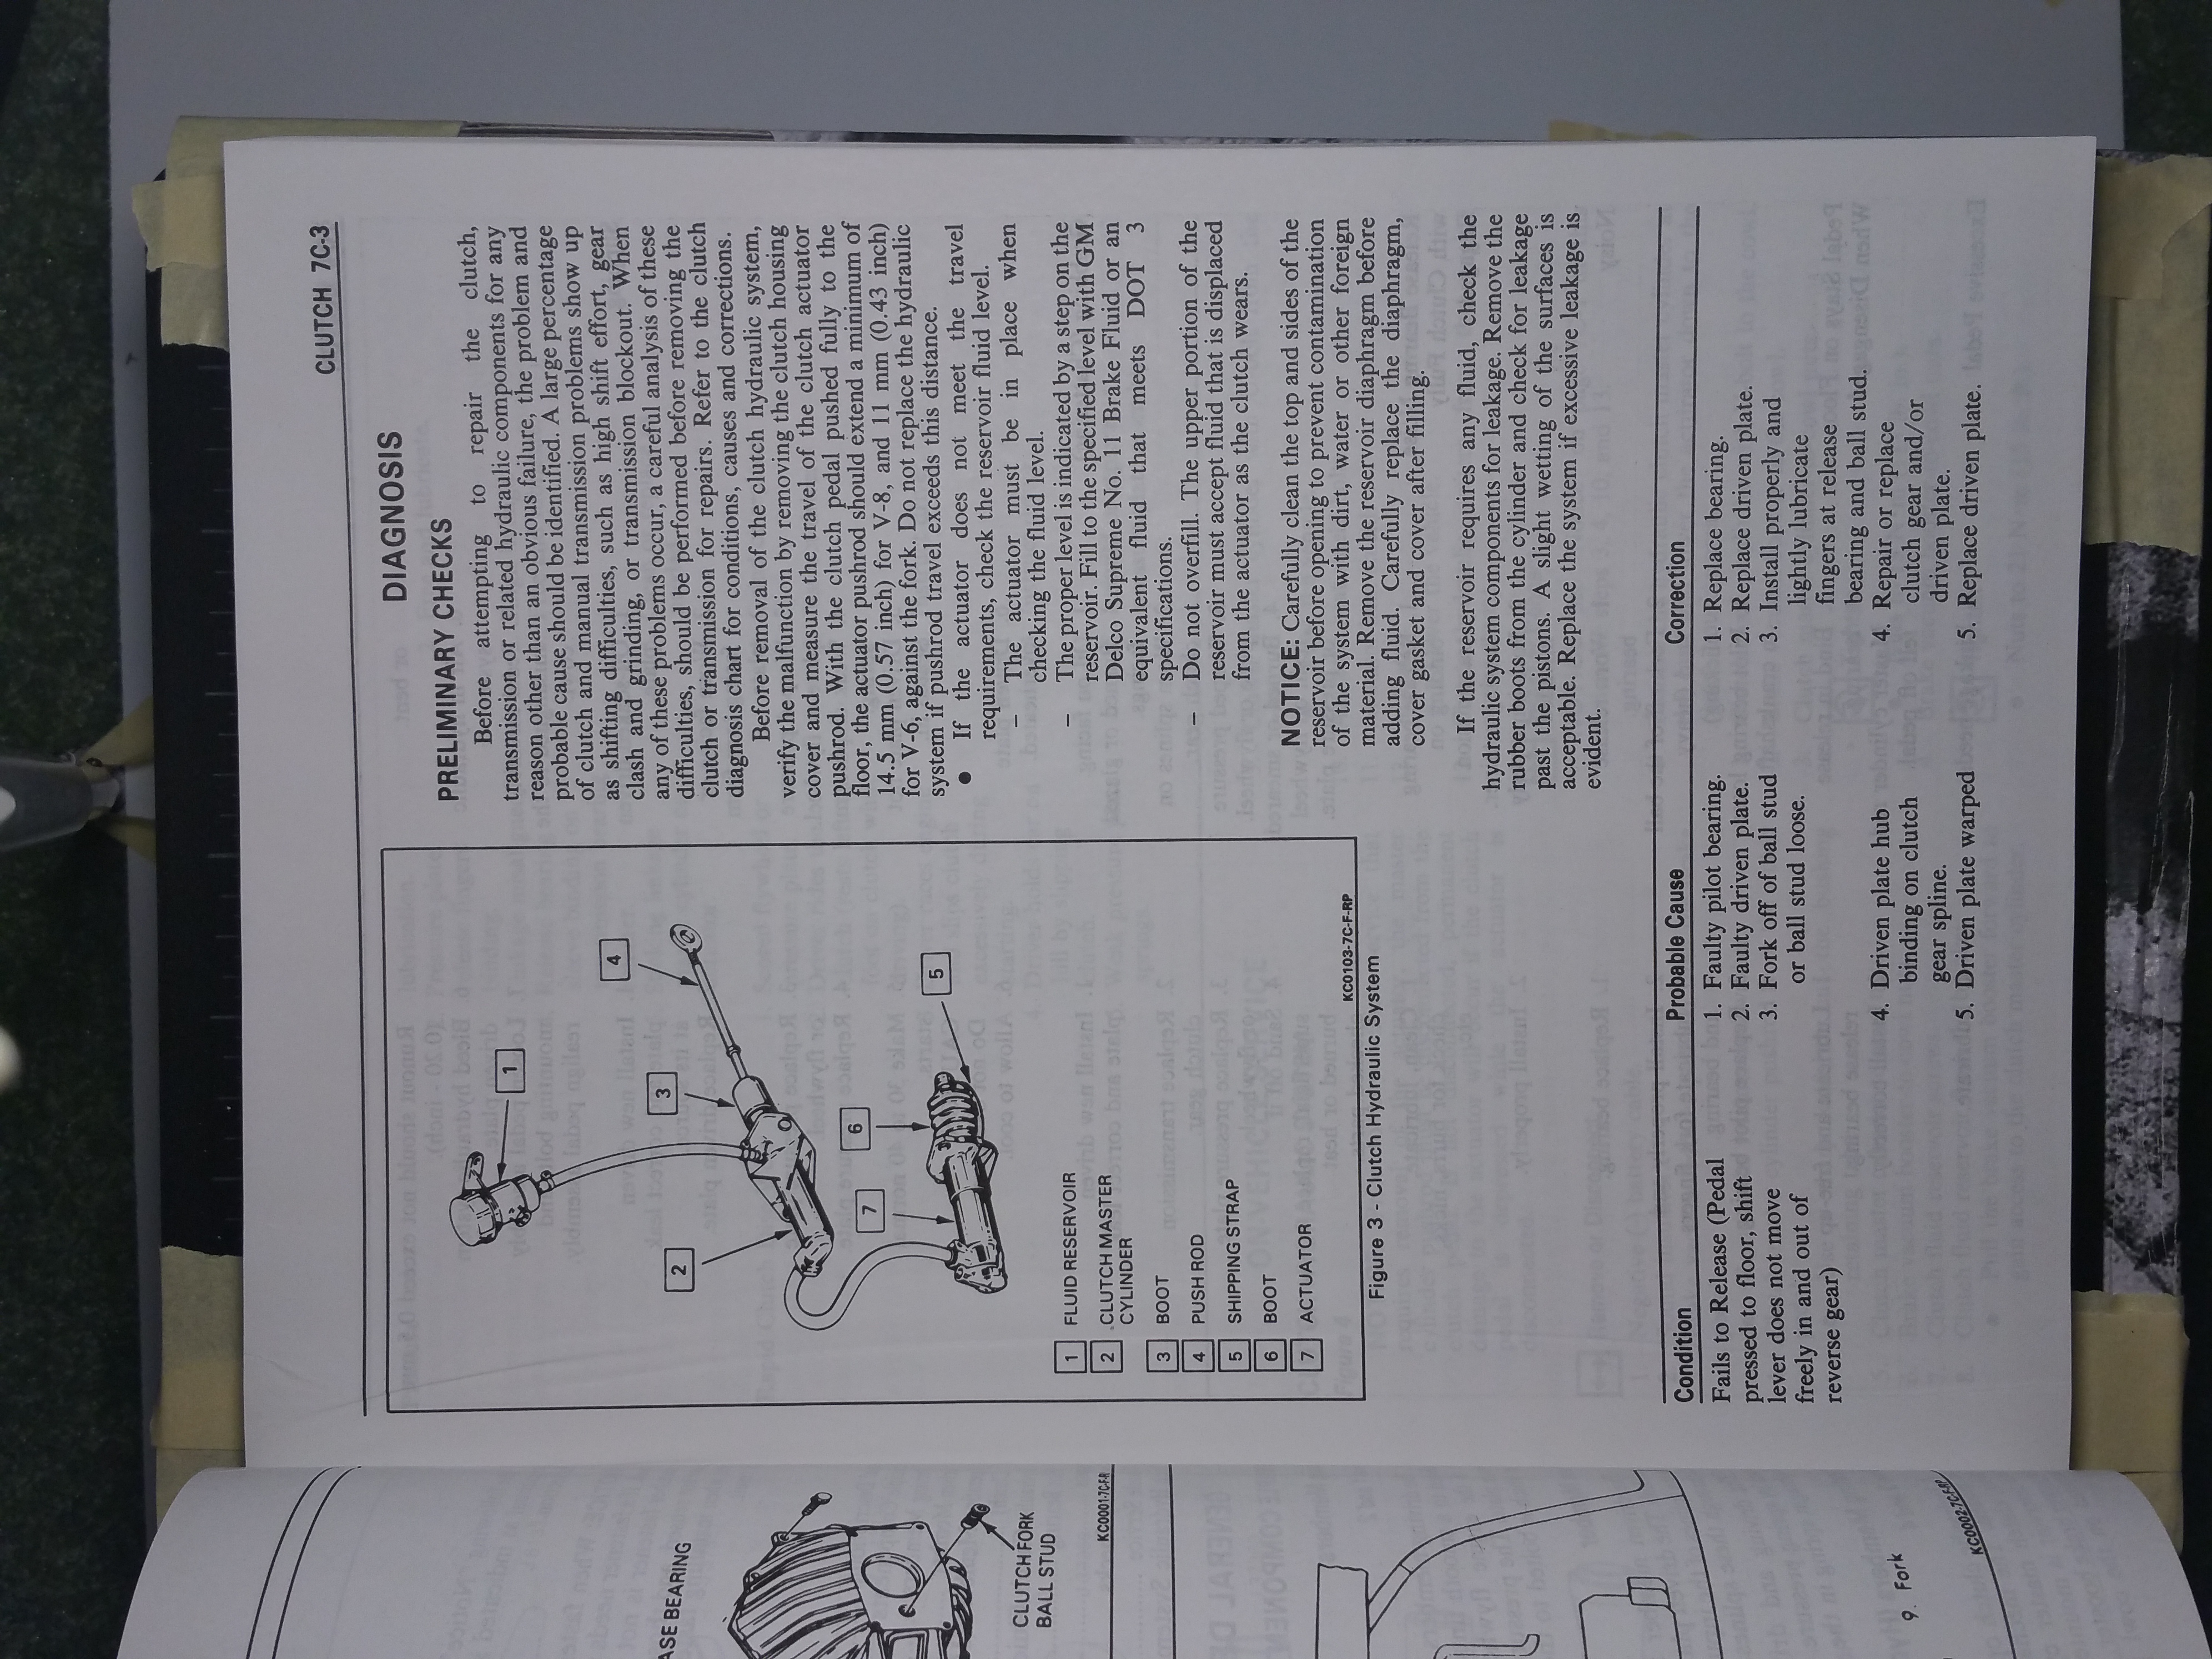 CLUTCH 7C-3
1
2
3
4
5
6
7
1 FLUID RESERVOIR
2 CLUTCH MASTER
CYLINDER
3 BOOT
4 PUSH ROD
5 SHIPPING STRAP
6 BOOT
7 ACTUATOR
KC0103-7C-F-RP
Figure 3 - Clutch Hydraulic System
DIAGNOSIS
PRELIMINARY CHECKS
Before attempting to repair the clutch,
transmission or related hydraulic components for any
reason other than an obvious failure, the problem and
probable cause should be identified. A large percentage
of clutch and manual transmission problems show up
as shifting difficulties, such as high shift effort, gear
clash and grinding, or transmission blockout. When
any of these problems occur, a careful analysis of these
difficulties, should be performed before removing the
clutch or transmission for repairs. Refer to the clutch
diagnosis chart for conditions, causes and corrections.
Before removal of the clutch hydraulic system,
verify the malfunction by removing the clutch housing
cover and measure the travel of the clutch actuator
pushrod. With the clutch pedal pushed fully to the
floor, the actuator pushrod should extend a minimum of
14.5 mm (0.57 inch) for V-8, and 11 mm (0.43 inch)
for V-6, against the fork. Do not replace the hydraulic
system if pushrod travel exceeds this distance.
● If the actuator does not meet the travel
requirements, check the reservoir fluid level.
– The actuator must be in place when
checking the fluid level.
– The proper level is indicated by a step on the
reservoir. Fill to the specified level with GM
Delco Supreme No. 11 Brake Fluid or an
equivalent fluid that meets DOT 3
specifications.
– Do not overfill. The upper portion of the
reservoir must accept fluid that is displaced
from the actuator as the clutch wears.
NOTICE: Carefully clean the top and sides of the
reservoir before opening to prevent contamination
of the system with dirt, water or other foreign
material. Remove the reservoir diaphragm before
adding fluid. Carefully replace the diaphragm,
cover gasket and cover after filling.
If the reservoir requires any fluid, check the
hydraulic system components for leakage. Remove the
rubber boots from the cylinder and check for leakage
past the pistons. A slight wetting of the surfaces is
acceptable. Replace the system if excessive leakage is
evident.
Condition Probable Cause Correction
Fails to Release (Pedal
pressed to floor, shift
lever does not move
freely in and out of
reverse gear)
1. Faulty pilot bearing.
2. Faulty driven plate.
3. Fork off of ball stud
or ball stud loose.
4. Driven plate hub
binding on clutch
gear spline.
5. Driven plate warped
1. Replace bearing.
2. Replace driven plate.
3. Install properly and
lightly lubricate
fingers at release
bearing and ball stud.
4. Repair or replace
clutch gear and/or
driven plate.
5. Replace driven plate.
ASE BEARING
CLUTCH FORK
BALL STUD
KC0001-7C-F-R
9. Fork